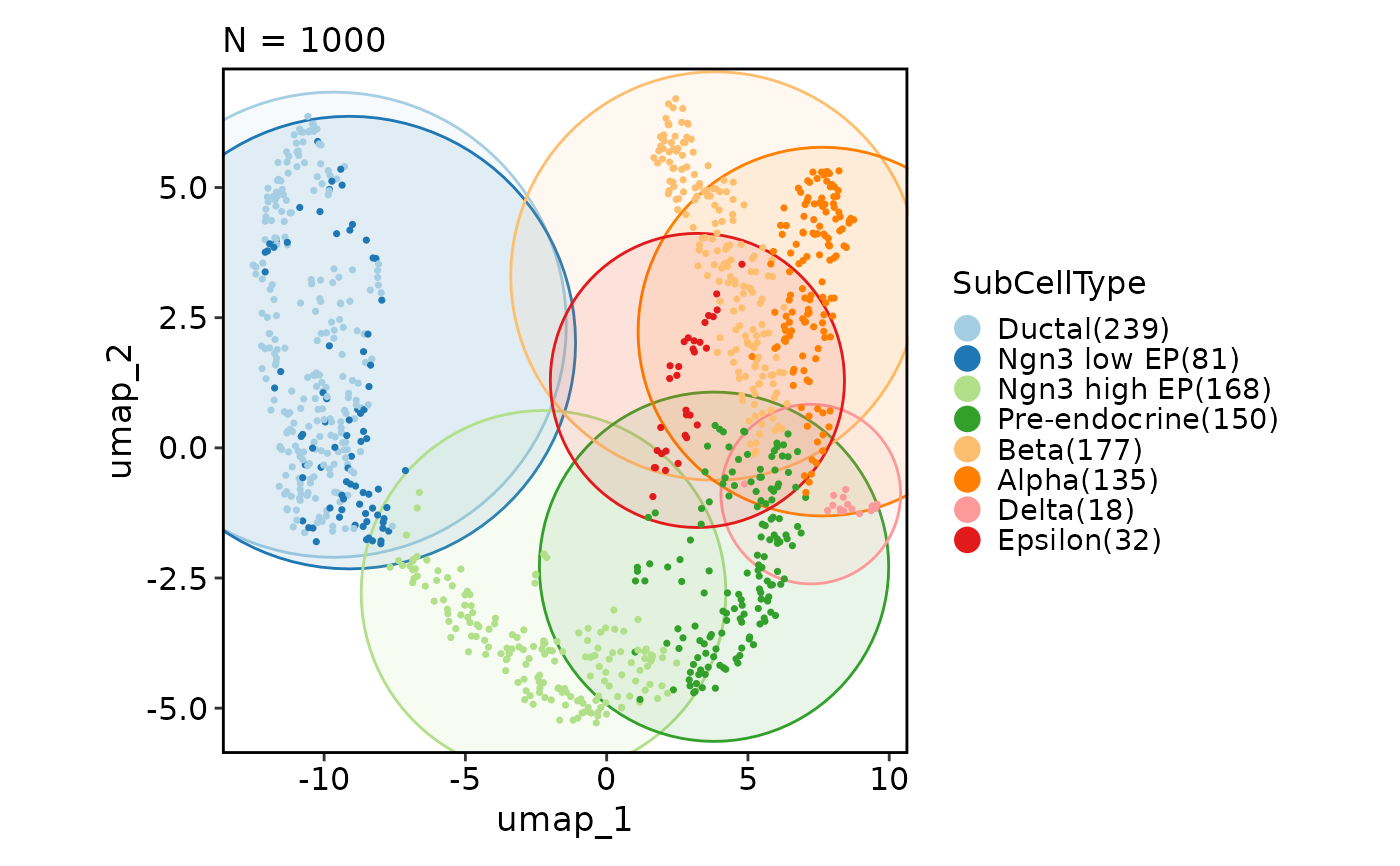 N = 1000
umap_2
5.0
2.5
0.0
-2.5
-5.0
-10
-5
0
5
10
umap_1
SubCellType
Ductal(239)
Ngn3 low EP(81)
Ngn3 high EP(168)
Pre-endocrine(150)
Beta(177)
Alpha(135)
Delta(18)
Epsilon(32)